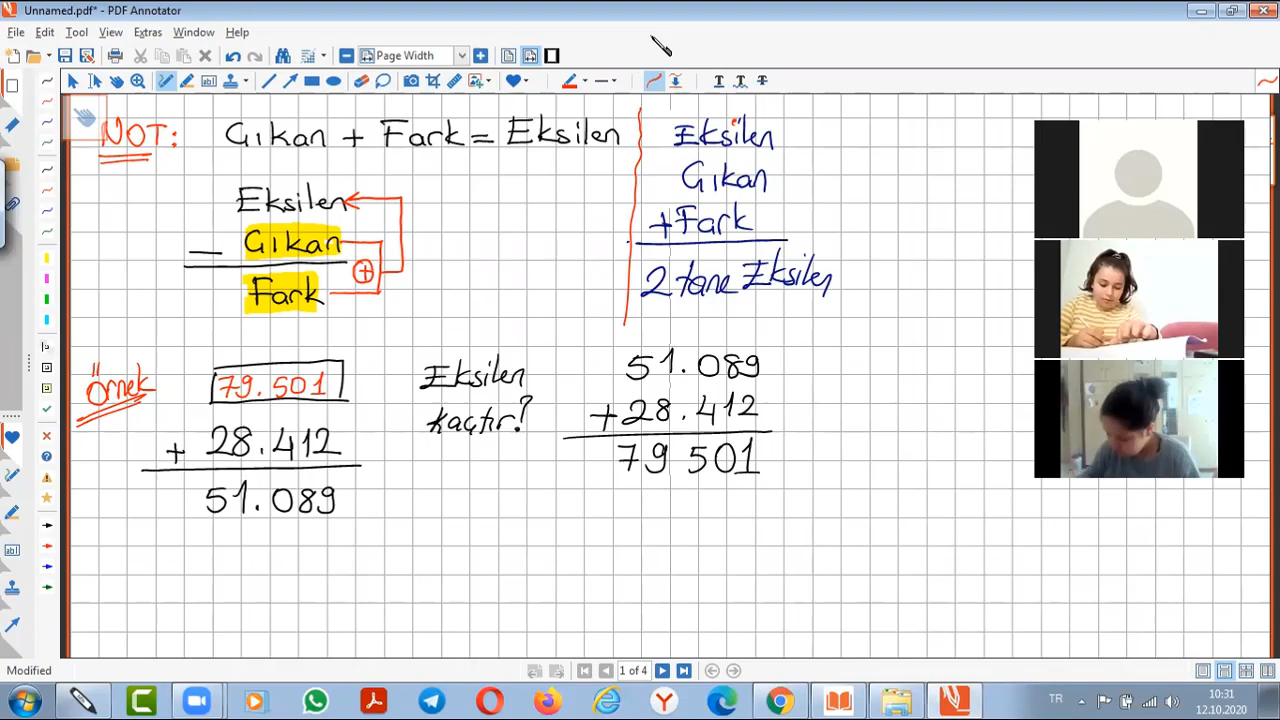 Unnamed.pdf* - PDF Annotator
File Edit Tool View Extras Window Help
Page Width
NOT: Çıkan + Fark = Eksilen
Eksilen
— Çıkan
Fark
+
Eksilen
Çıkan
+ Fark
2 tane Eksilen
Örnek
79.501
+ 28.412
51.089
Eksilen
kaçtır?
51.089
+ 28.412
79 501
Modified
1 of 4
TR
10:31
12.10.2020